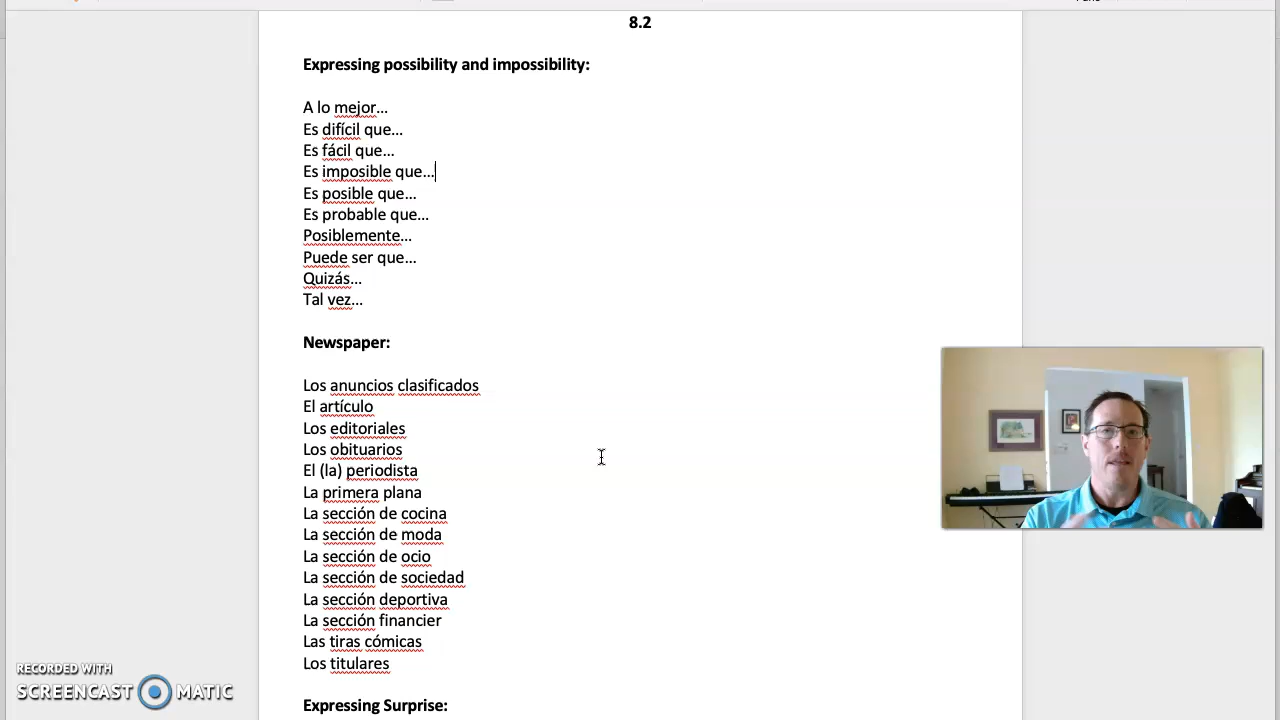 8.2
Expressing possibility and impossibility:
A lo mejor…
Es difícil que…
Es fácil que…
Es imposible que…
Es posible que…
Es probable que…
Posiblemente…
Puede ser que…
Quizás…
Tal vez…
Newspaper:
Los anuncios clasificados
El artículo
Los editoriales
Los obituarios
El (la) periodista
La primera plana
La sección de cocina
La sección de moda
La sección de ocio
La sección de sociedad
La sección deportiva
La sección financier
Las tiras cómicas
Los titulares
Expressing Surprise:
RECORDED WITH
SCREENCAST MATIC